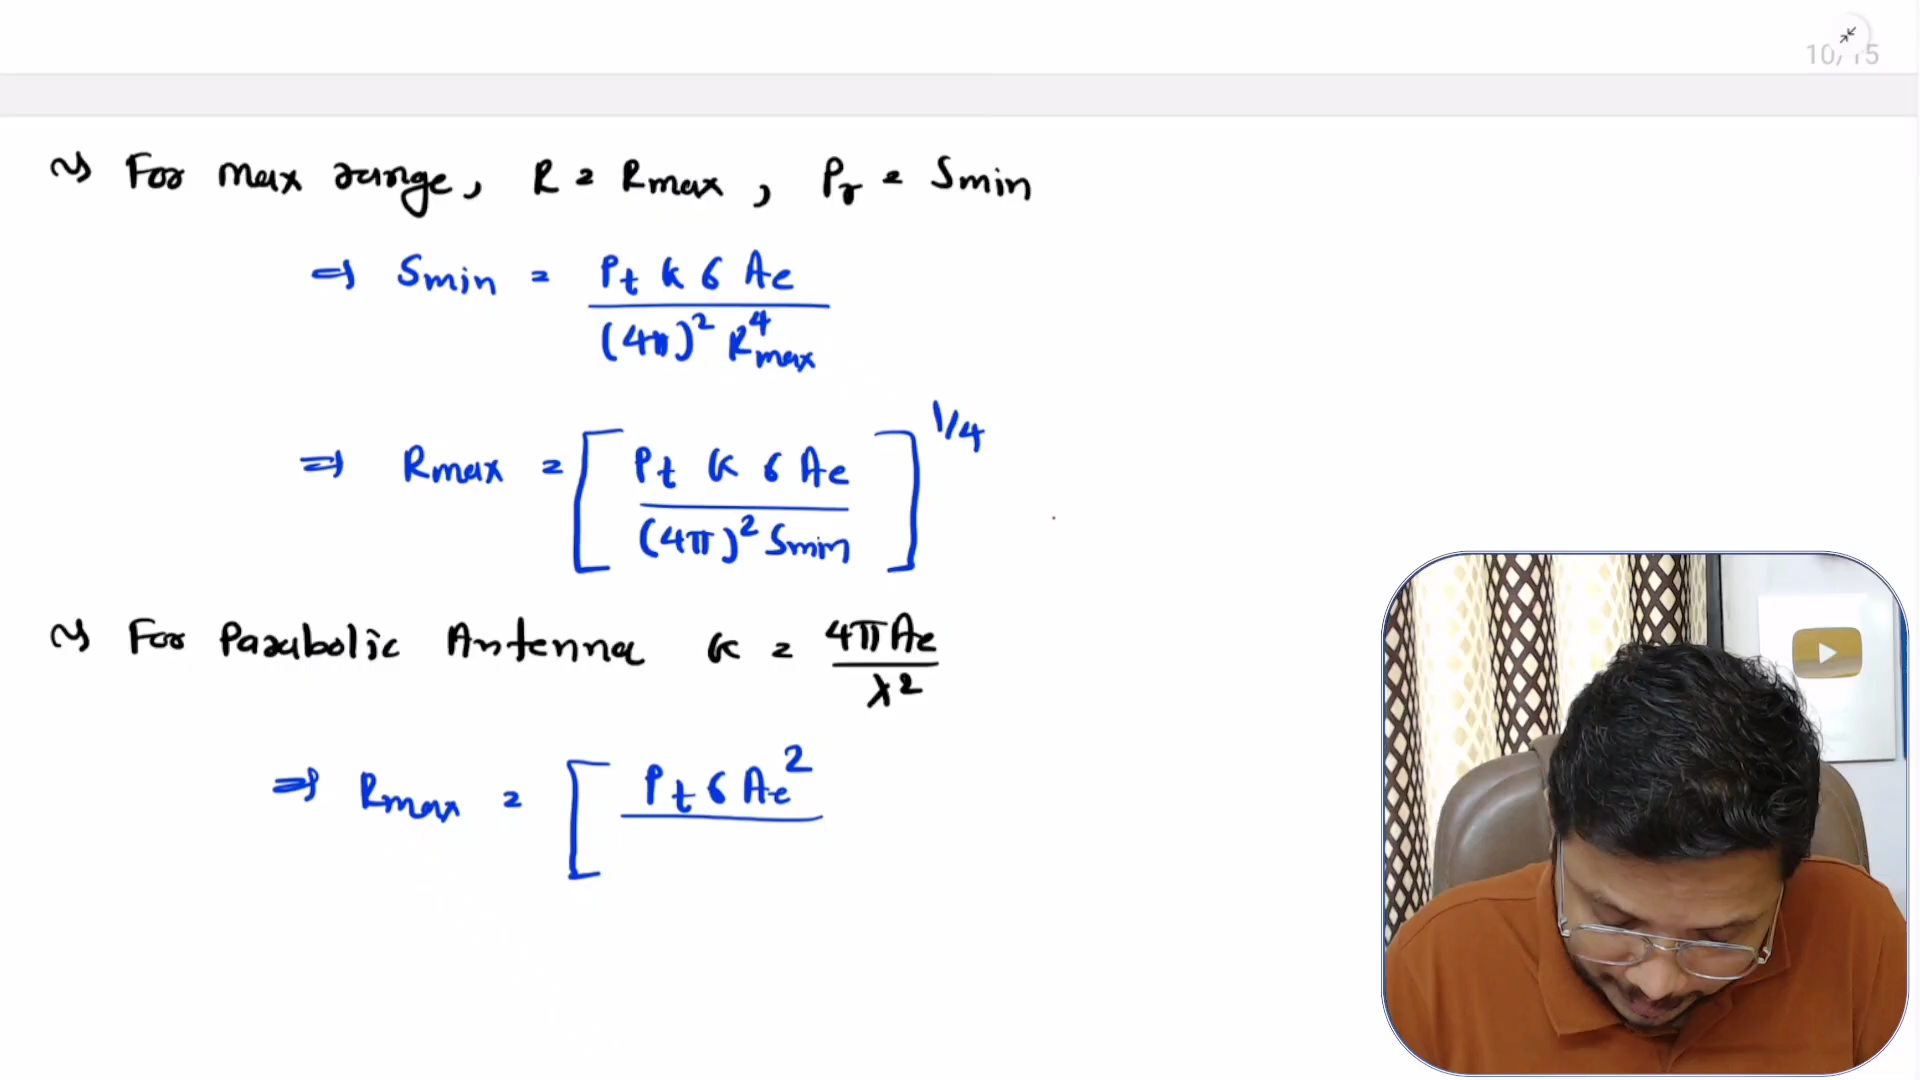 10/15
~> For max range, R = Rmax, Pr = Smin
⇒ Smin = Pt K σ Ae / (4π)² R⁴max
⇒ Rmax = [ Pt K σ Ae / (4π)² Smin ]^1/4
~> For Parabolic Antenna K = 4πAe / λ²
⇒ Rmax = [ Pt σ Ae²